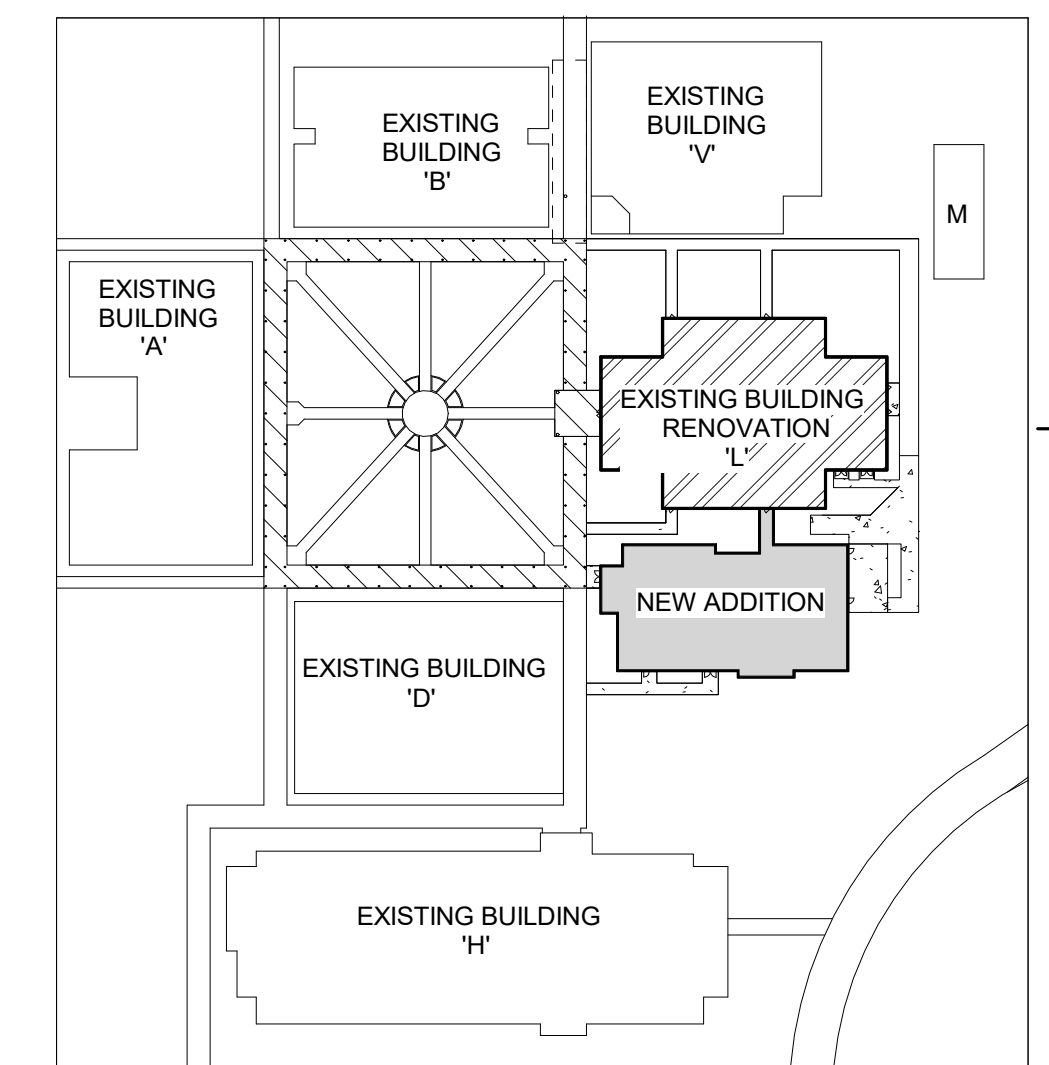 EXISTING
BUILDING
'B'
EXISTING
BUILDING
'V'
M
EXISTING
BUILDING
'A'
EXISTING BUILDING
RENOVATION
'L'
NEW ADDITION
EXISTING BUILDING
'D'
EXISTING BUILDING
'H'